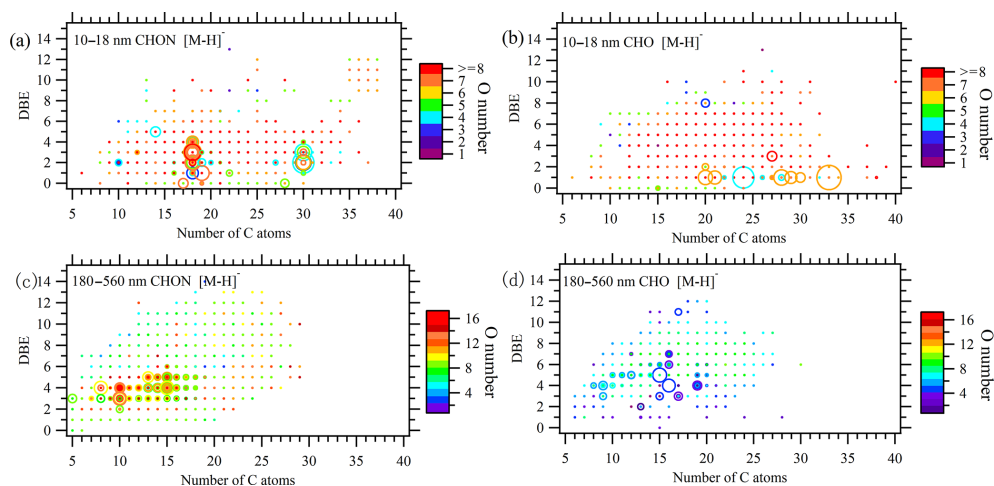 (a)
10–18 nm CHON [M-H]⁻
DBE
14
12
10
8
6
4
2
0
5 10 15 20 25 30 35 40
Number of C atoms
>=8
7
6
5
4
3
2
1
O number
(b)
10–18 nm CHO [M-H]⁻
DBE
14
12
10
8
6
4
2
0
5 10 15 20 25 30 35 40
Number of C atoms
>=8
7
6
5
4
3
2
1
O number
(c)
180–560 nm CHON [M-H]⁻
DBE
14
12
10
8
6
4
2
0
5 10 15 20 25 30 35 40
Number of C atoms
16
12
8
4
O number
(d)
180–560 nm CHO [M-H]⁻
DBE
14
12
10
8
6
4
2
0
5 10 15 20 25 30 35 40
Number of C atoms
16
12
8
4
O number